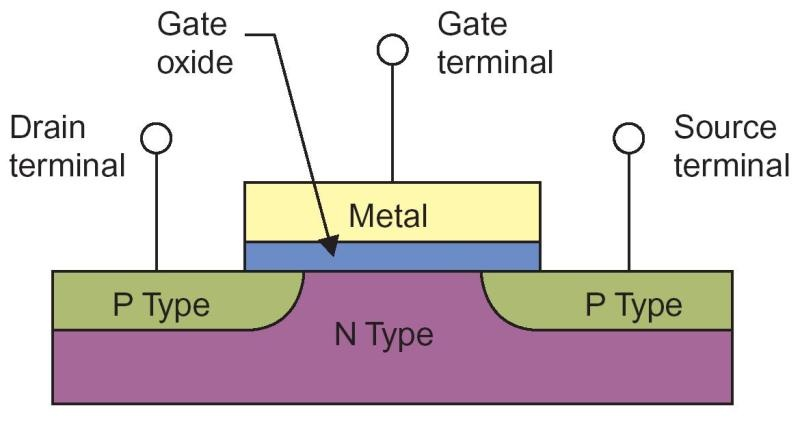 Gate
oxide
Gate
terminal
Drain
terminal
Source
terminal
Metal
P Type
P Type
N Type